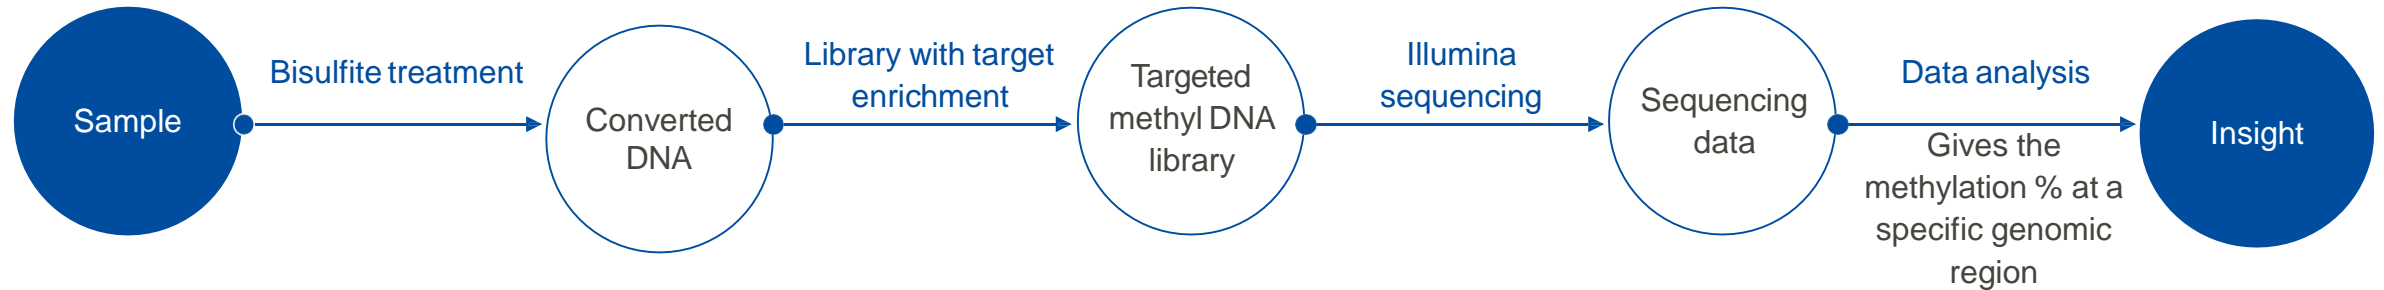 Sample
Bisulfite treatment
Converted
DNA
Library with target
enrichment
Targeted
methyl DNA
library
Illumina
sequencing
Sequencing
data
Data analysis
Gives the
methylation % at a
specific genomic
region
Insight